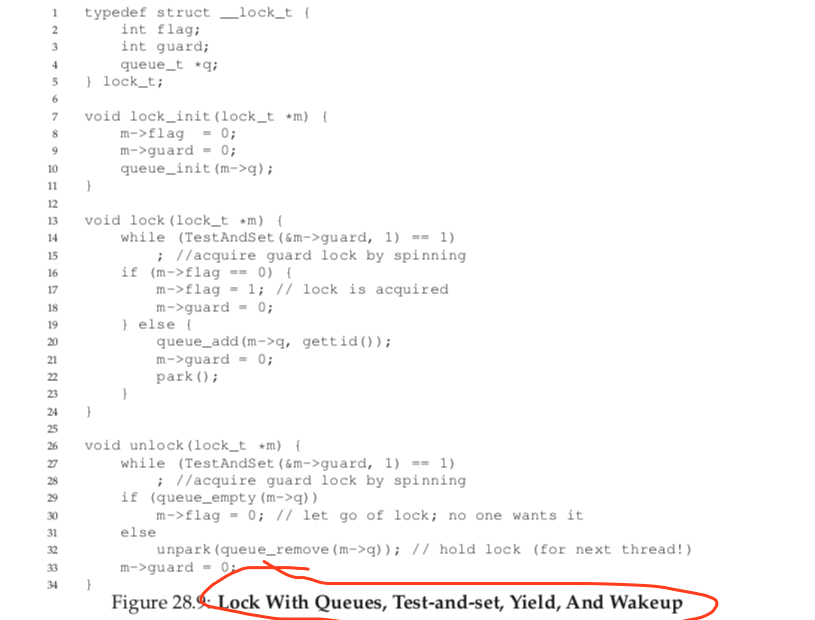 1 typedef struct __lock_t {
2 int flag;
3 int guard;
4 queue_t *q;
5 } lock_t;
6
7 void lock_init(lock_t *m) {
8 m->flag = 0;
9 m->guard = 0;
10 queue_init(m->q);
11 }
12
13 void lock(lock_t *m) {
14 while (TestAndSet(&m->guard, 1) == 1)
15 ; //acquire guard lock by spinning
16 if (m->flag == 0) {
17 m->flag = 1; // lock is acquired
18 m->guard = 0;
19 } else {
20 queue_add(m->q, gettid());
21 m->guard = 0;
22 park();
23 }
24 }
25
26 void unlock(lock_t *m) {
27 while (TestAndSet(&m->guard, 1) == 1)
28 ; //acquire guard lock by spinning
29 if (queue_empty(m->q))
30 m->flag = 0; // let go of lock; no one wants it
31 else
32 unpark(queue_remove(m->q)); // hold lock (for next thread!)
33 m->guard = 0;
34 }
Figure 28.9: Lock With Queues, Test-and-set, Yield, And Wakeup